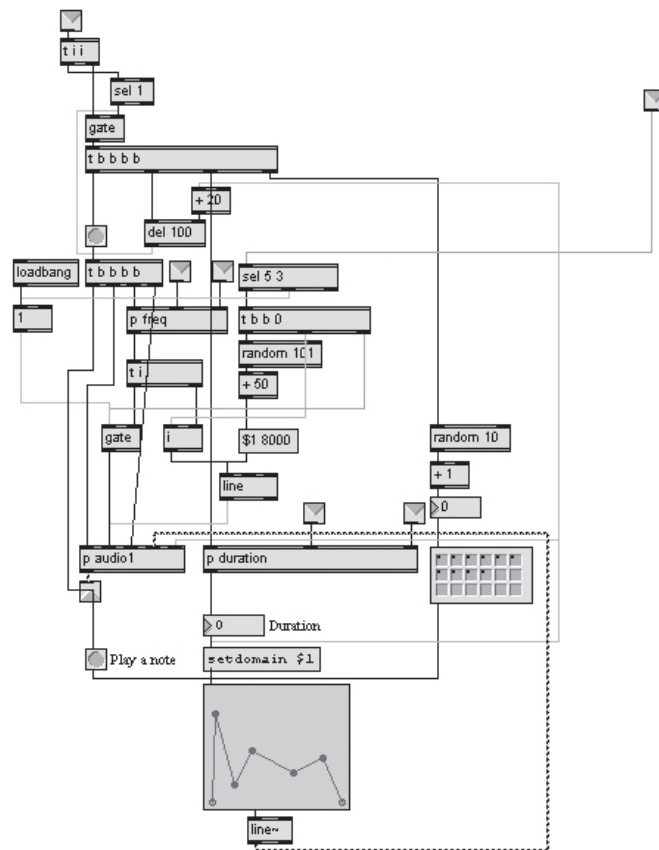 t i i
sel 1
gate
t b b b b
+ 20
del 100
loadbang
t b b b b
sel 5 3
1
p freq
t b b 0
random 101
t i
+ 50
gate
i
$1 8000
random 10
line
+ 1
0
p audio1
p duration
0
Duration
Play a note
setdomain $1
line~